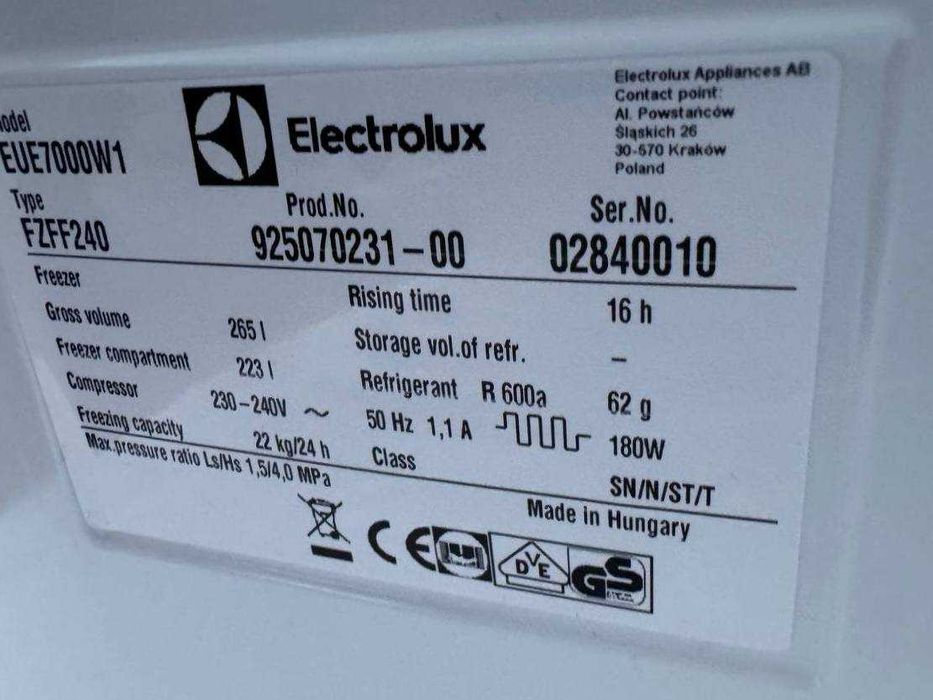 Electrolux Appliances AB
Contact point:
Al. Powstańców
Śląskich 26
30-570 Kraków
Poland
Electrolux
Model
EUE7000W1
Type
FZFF240
Prod.No.
925070231-00
Ser.No.
02840010
Freezer
Rising time 16 h
Gross volume 265 l
Storage vol.of refr. –
Freezer compartment 223 l
Refrigerant R 600a 62 g
Compressor 230-240V ~ 50 Hz 1,1 A 180W
Freezing capacity 22 kg/24 h
Class SN/N/ST/T
Max.pressure ratio Ls/Hs 1,5/4,0 MPa
Made in Hungary
CE
DVE
GS